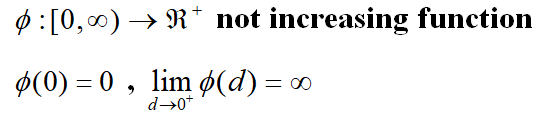 ϕ : [0, ∞) → ℜ⁺ not increasing function
ϕ(0) = 0 , lim_{d→0⁺} ϕ(d) = ∞